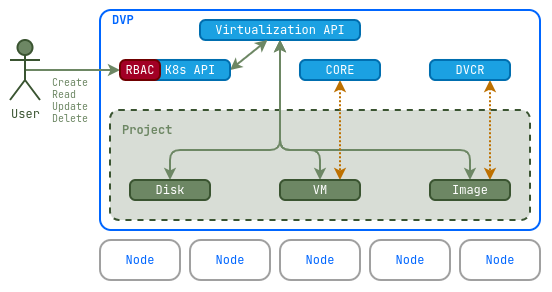 DVP
Virtualization API
RBAC K8s API
CORE
DVCR
Create
Read
Update
Delete
User
Project
Disk
VM
Image
Node
Node
Node
Node
Node